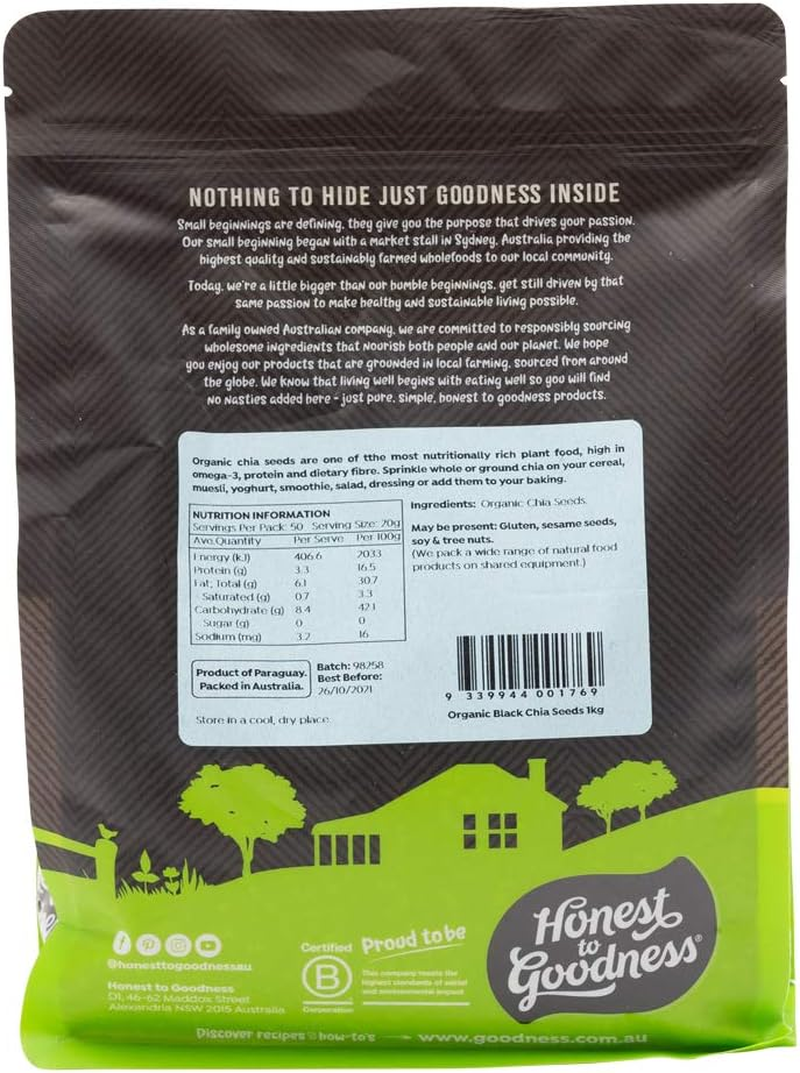 NOTHING TO HIDE JUST GOODNESS INSIDE
Small beginnings are defining, they give you the purpose that drives your passion.
Our small beginning began with a market stall in Sydney, Australia providing the
highest quality and sustainably farmed wholefoods to our local community.
Today, we're a little bigger than our humble beginnings, yet still driven by that
same passion to make healthy and sustainable living possible.
As a family owned Australian company, we are committed to responsibly sourcing
wholesome ingredients that nourish both people and our planet. We hope
you enjoy our products that are grounded in local farming, sourced from around
the globe. We know that living well begins with eating well so you will find
no nasties added here - just pure, simple, honest to goodness products.
Organic chia seeds are one of tthe most nutritionally rich plant food, high in
omega-3, protein and dietary fibre. Sprinkle whole or ground chia on your cereal,
muesli, yoghurt, smoothie, salad, dressing or add them to your baking.
NUTRITION INFORMATION
Servings Per Pack: 50 Serving Size: 20g
Ave.Quantity Per Serve Per 100g
Energy (kJ) 406.6 2033
Protein (g) 3.3 16.5
Fat; Total (g) 6.1 30.7
Saturated (g) 0.7 3.3
Carbohydrate (g) 8.4 42.1
Sugar (g) 0 0
Sodium (mg) 3.2 16
Ingredients: Organic Chia Seeds.
May be present: Gluten, sesame seeds,
soy & tree nuts.
(We pack a wide range of natural food
products on shared equipment.)
Product of Paraguay.
Packed in Australia.
Batch: 98258
Best Before:
26/10/2021
Store in a cool, dry place.
9 339944 001769
Organic Black Chia Seeds 1kg
@honesttogoodnessau
Honest to Goodness
D1, 46-62 Maddox Street
Alexandria NSW 2015 Australia
Certified
B
Corporation
Proud to be
This company meets the
highest standards of social
and environmental impact
Honest
to
Goodness®
Discover recipes & how-to's www.goodness.com.au